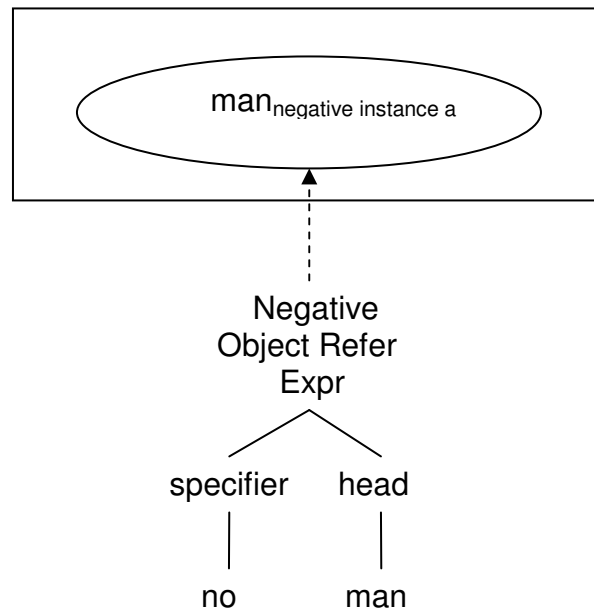 man negative instance a
Negative
Object Refer
Expr
specifier head
no man